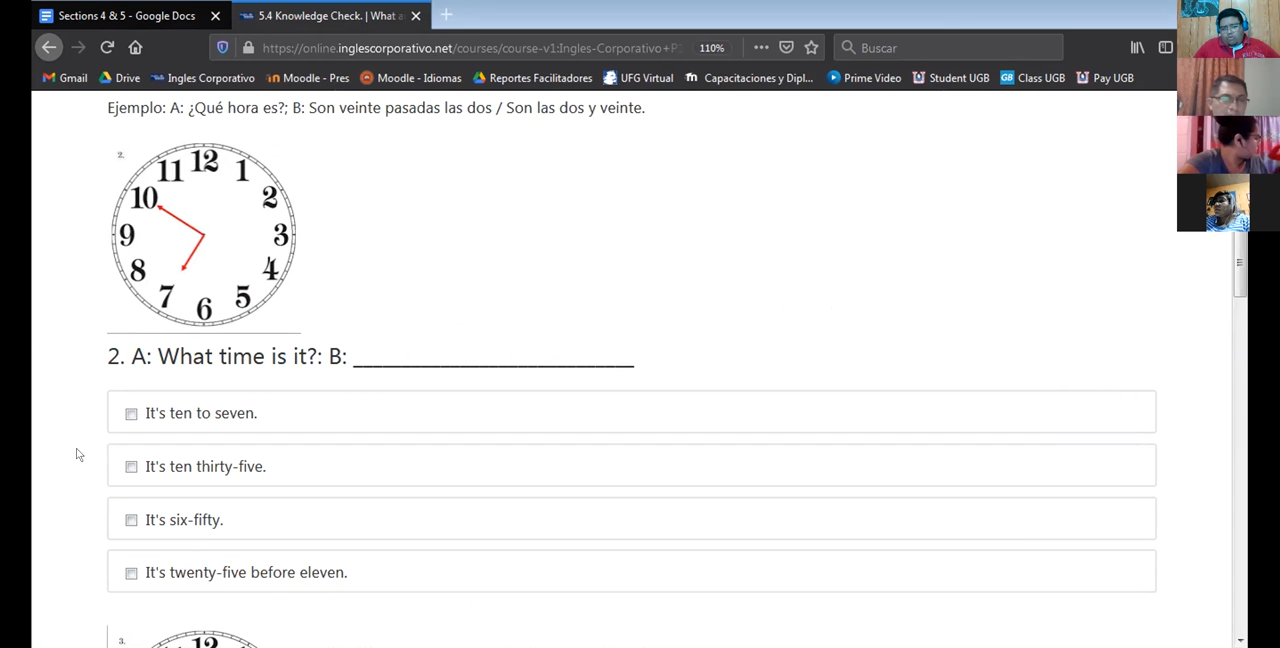 Sections 4 & 5 - Google Docs
5.4 Knowledge Check. | What a
https://online.inglescorporativo.net/courses/course-v1:Ingles-Corporativo+P
110%
Buscar
Gmail
Drive
Ingles Corporativo
Moodle - Pres
Moodle - Idiomas
Reportes Facilitadores
UFG Virtual
Capacitaciones y Dipl...
Prime Video
Student UGB
Class UGB
Pay UGB
Ejemplo: A: ¿Qué hora es?; B: Son veinte pasadas las dos / Son las dos y veinte.
2.
12
11 1
10 2
9 3
8 4
7 5
6
2. A: What time is it?: B: ____________________________
It's ten to seven.
It's ten thirty-five.
It's six-fifty.
It's twenty-five before eleven.
3.
12